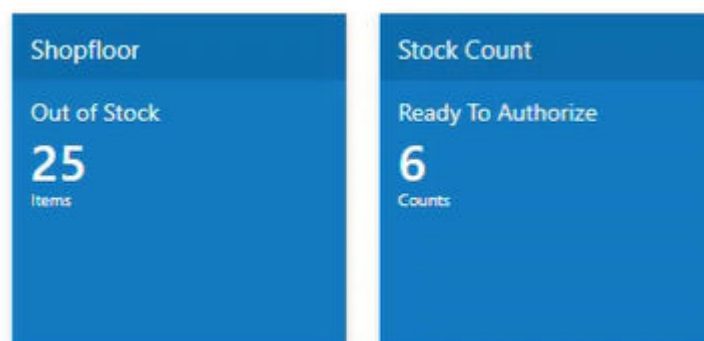 Shopfloor
Out of Stock
25
Items
Stock Count
Ready To Authorize
6
Counts